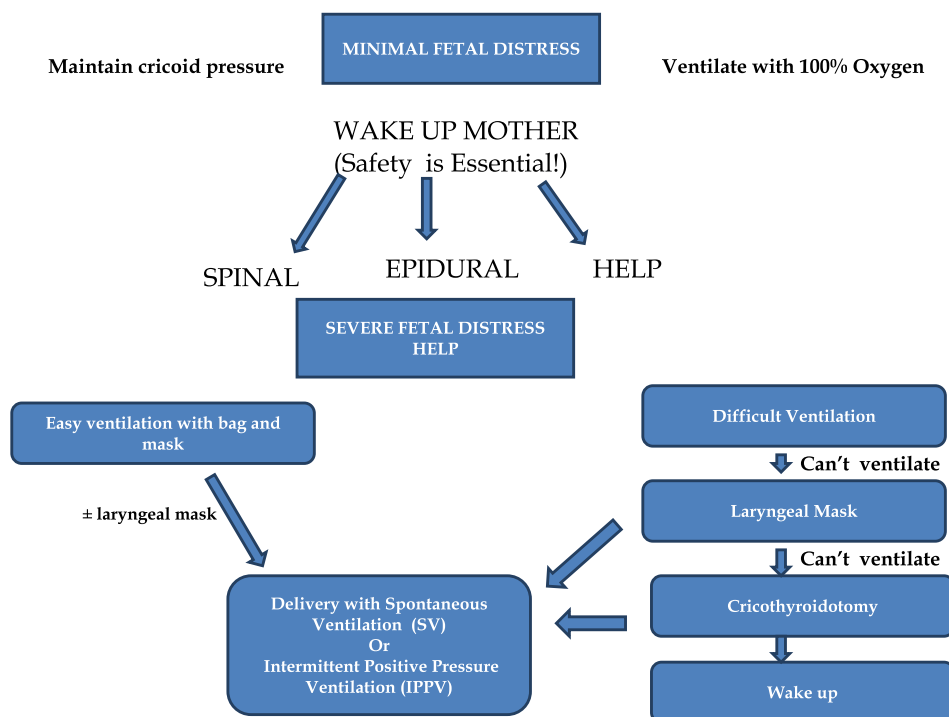 MINIMAL FETAL DISTRESS
Maintain cricoid pressure
Ventilate with 100% Oxygen
WAKE UP MOTHER
(Safety is Essential!)
SPINAL
EPIDURAL
HELP
SEVERE FETAL DISTRESS
HELP
Easy ventilation with bag and
mask
Difficult Ventilation
Can't ventilate
± laryngeal mask
Laryngeal Mask
Can't ventilate
Delivery with Spontaneous
Ventilation (SV)
Or
Intermittent Positive Pressure
Ventilation (IPPV)
Cricothyroidotomy
Wake up